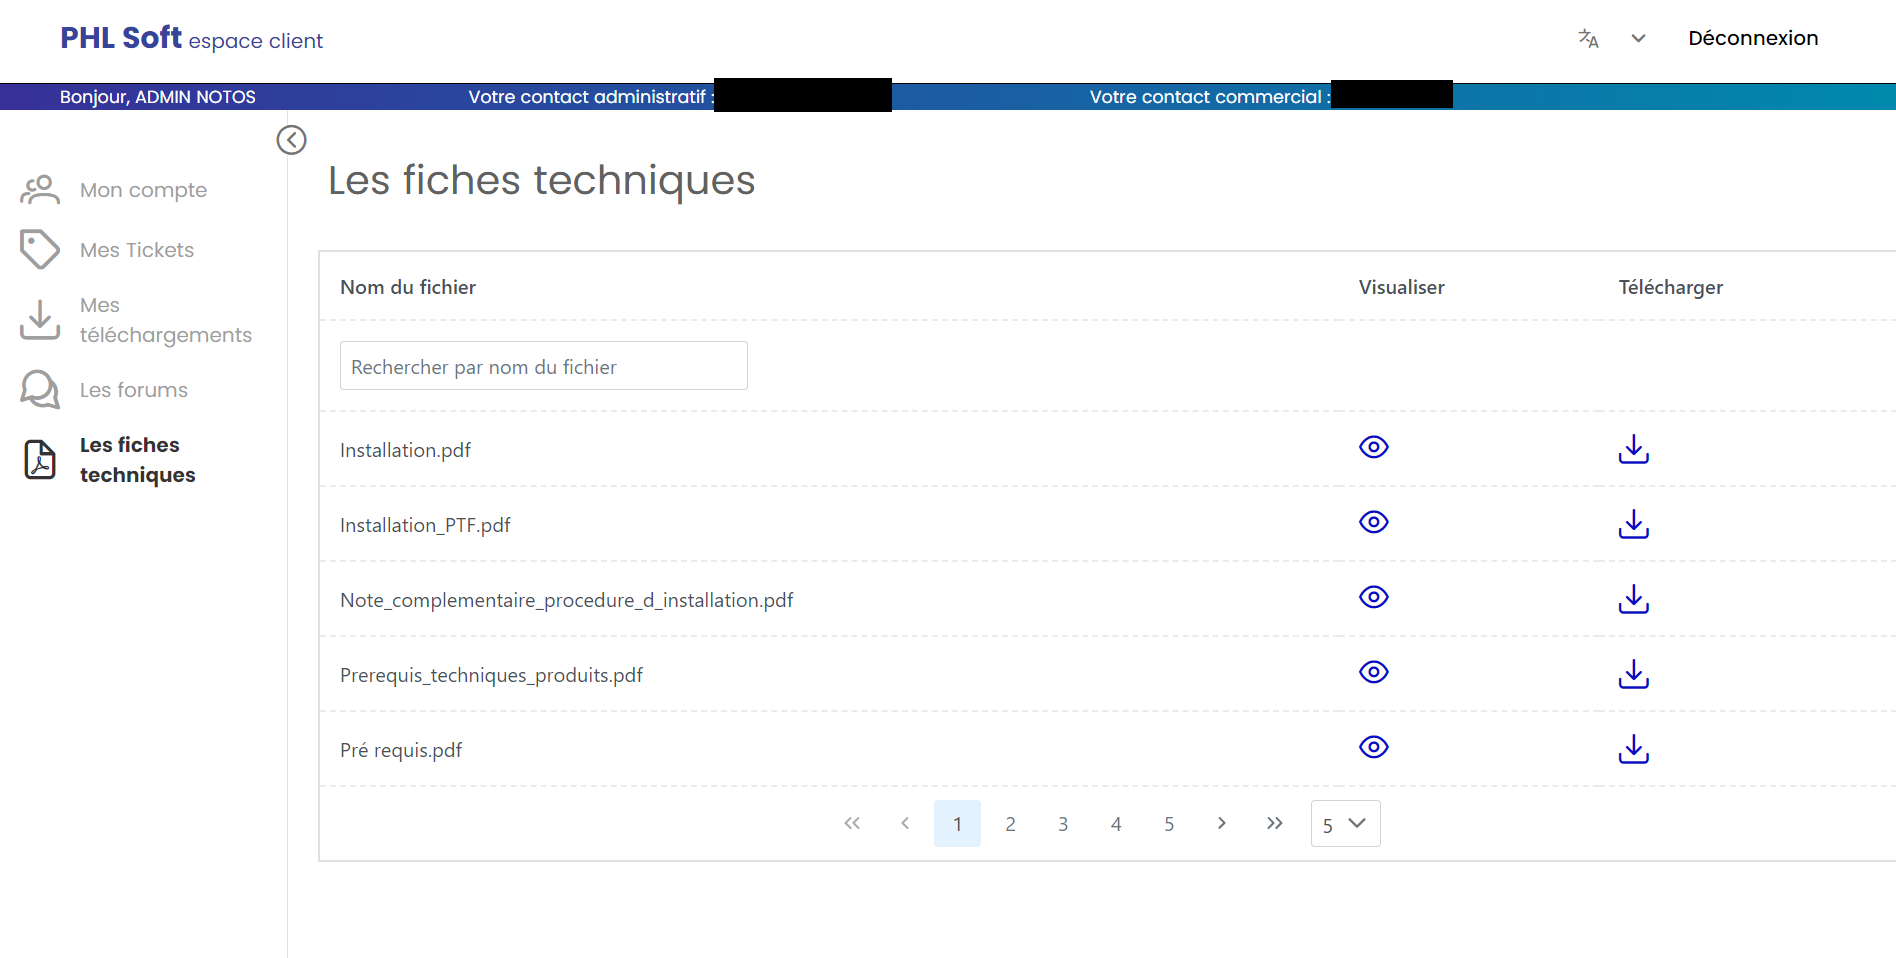 PHL Soft espace client
Déconnexion
Bonjour, ADMIN NOTOS
Votre contact administratif :
Votre contact commercial :
Mon compte
Mes Tickets
Mes
téléchargements
Les forums
Les fiches
techniques
Les fiches techniques
Nom du fichier Visualiser Télécharger
Rechercher par nom du fichier
Installation.pdf
Installation_PTF.pdf
Note_complementaire_procedure_d_installation.pdf
Prerequis_techniques_produits.pdf
Pré requis.pdf
« ‹ 1 2 3 4 5 › » 5